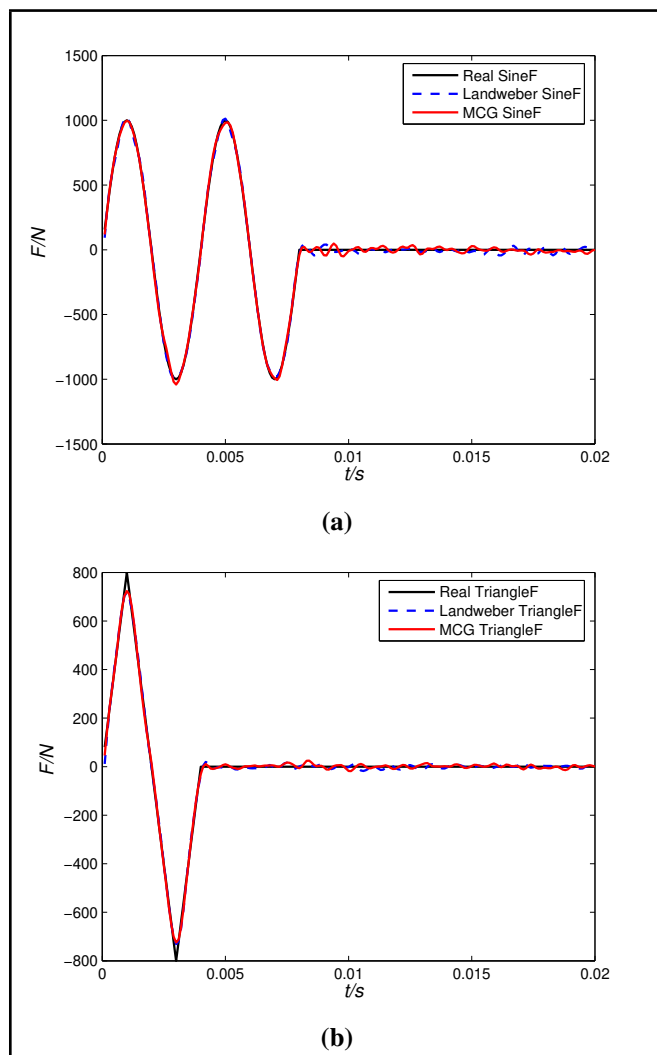 1500
1000
500
0
−500
−1000
−1500
F/N
Real SineF
Landweber SineF
MCG SineF
0 0.005 0.01 0.015 0.02
t/s
(a)
800
600
400
200
0
−200
−400
−600
−800
F/N
Real TriangleF
Landweber TriangleF
MCG TriangleF
0 0.005 0.01 0.015 0.02
t/s
(b)